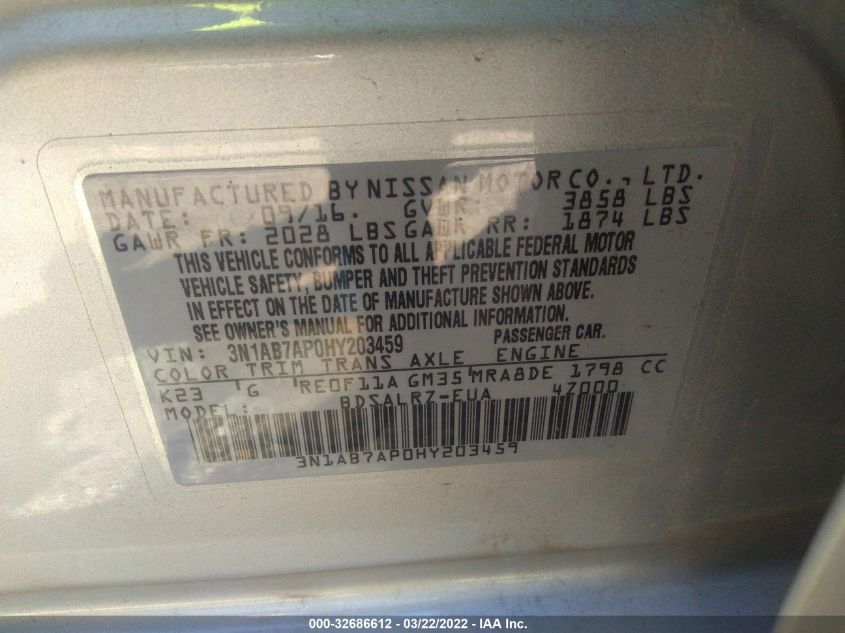 MANUFACTURED BY NISSAN MOTOR CO., LTD.
DATE: 09/16. GVWR: 3858 LBS
GAWR FR: 2028 LBS GAWR RR: 1874 LBS
THIS VEHICLE CONFORMS TO ALL APPLICABLE FEDERAL MOTOR
VEHICLE SAFETY, BUMPER AND THEFT PREVENTION STANDARDS
IN EFFECT ON THE DATE OF MANUFACTURE SHOWN ABOVE.
SEE OWNER'S MANUAL FOR ADDITIONAL INFORMATION.
VIN: 3N1AB7AP0HY203459 PASSENGER CAR.
COLOR TRIM TRANS AXLE ENGINE
K23 G RE0F11A GM35 MRA8DE 1798 CC
MODEL: BDSALRZ-EUA 4Z000
3N1AB7AP0HY203459
000-32686612 - 03/22/2022 - IAA Inc.